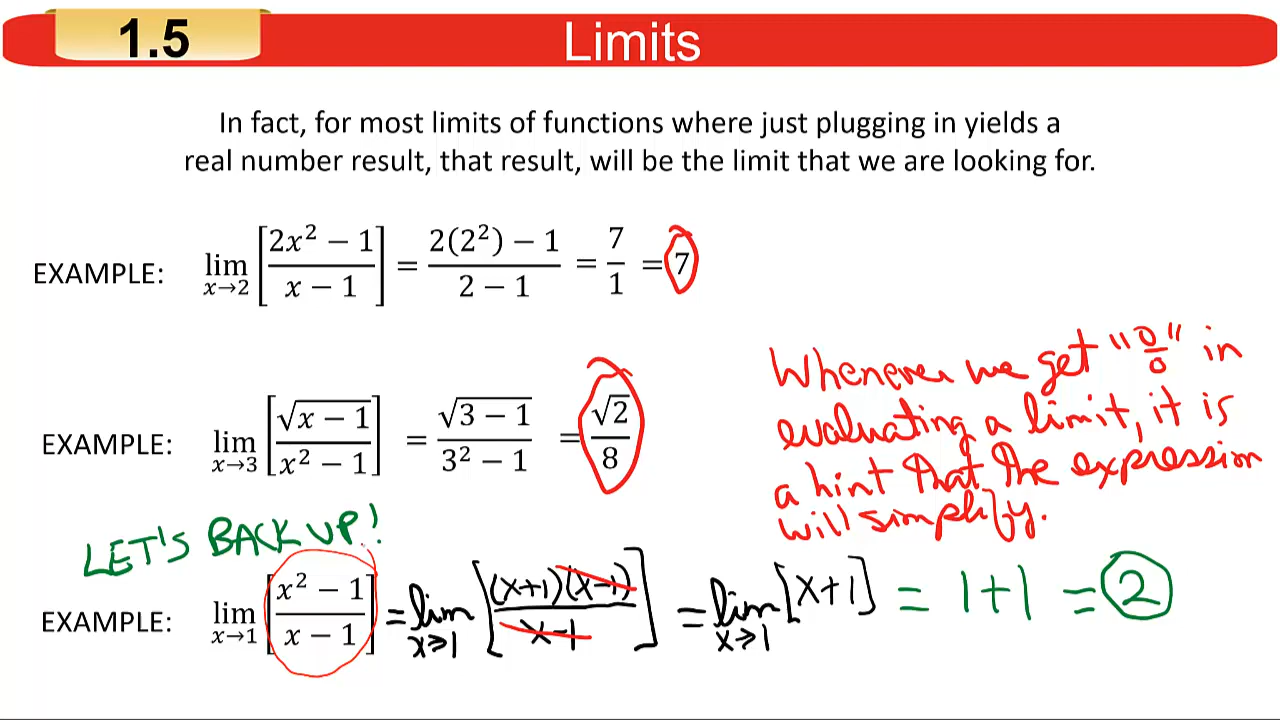 1.5 Limits
In fact, for most limits of functions where just plugging in yields a
real number result, that result, will be the limit that we are looking for.
EXAMPLE: lim x→2 [(2x² − 1)/(x − 1)] = (2(2²) − 1)/(2 − 1) = 7/1 = 7
Whenever we get "0/0" in
evaluating a limit, it is
a hint that the expression
will simplify.
EXAMPLE: lim x→3 [√(x − 1)/(x² − 1)] = √(3 − 1)/(3² − 1) = √2/8
LET'S BACK UP!
EXAMPLE: lim x→1 [(x² − 1)/(x − 1)] = lim x→1 [(x+1)(x−1)/(x−1)] = lim x→1 [x+1] = 1+1 = 2